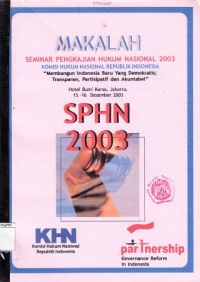 MAKALAH
SEMINAR PENGKAJIAN HUKUM NASIONAL 2003
KOMISI HUKUM NASIONAL REPUBLIK INDONESIA
"Membangun Indonesia Baru Yang Demokratis;
Transparan, Partisipatif dan Akuntabel"
Hotel Bumi Karsa, Jakarta,
15 -16 Desember 2003
SPHN
2003
KHN
Komisi Hukum Nasional
Republik Indonesia
partnership
Governance Reform
in Indonesia